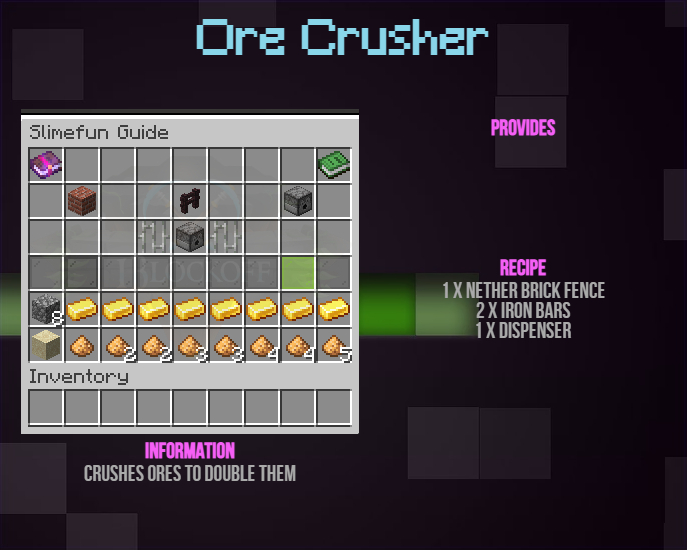 Ore Crusher
Slimefun Guide
PROVIDES
BLOCKOFF
RECIPE
1 X NETHER BRICK FENCE
2 X IRON BARS
1 X DISPENSER
8
2 2 3 3 4 4 5
Inventory
INFORMATION
CRUSHES ORES TO DOUBLE THEM